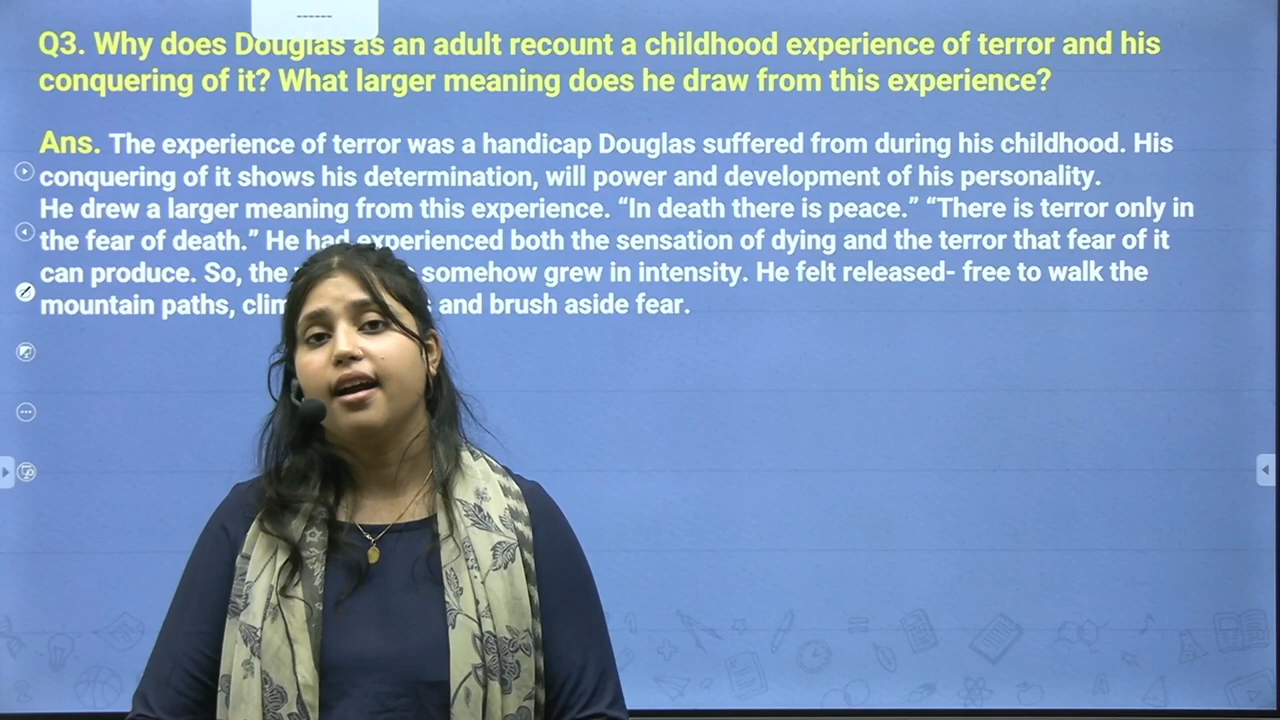 ------
Q3. Why does Douglas as an adult recount a childhood experience of terror and his
conquering of it? What larger meaning does he draw from this experience?
Ans. The experience of terror was a handicap Douglas suffered from during his childhood. His
conquering of it shows his determination, will power and development of his personality.
He drew a larger meaning from this experience. “In death there is peace.” “There is terror only in
the fear of death.” He had experienced both the sensation of dying and the terror that fear of it
can produce. So, the somehow grew in intensity. He felt released- free to walk the
mountain paths, and brush aside fear.